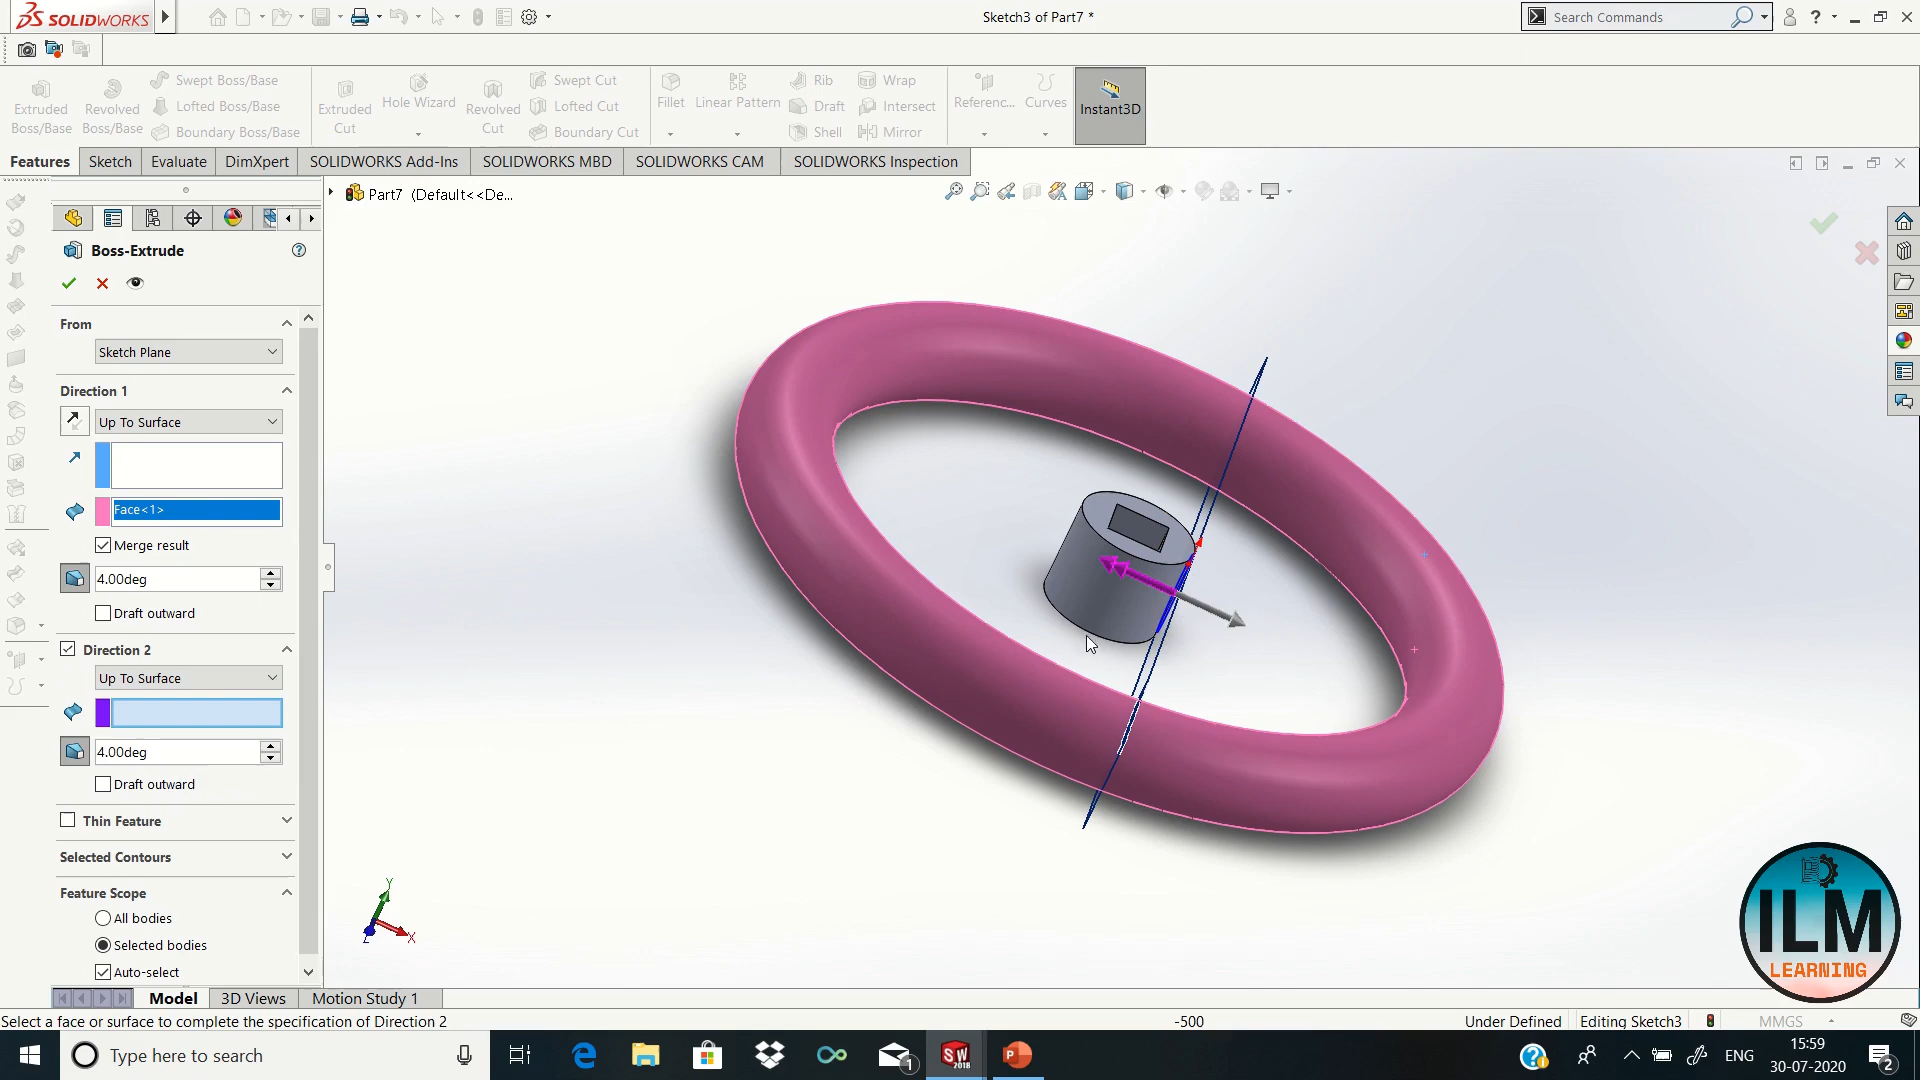 SOLIDWORKS
Sketch3 of Part7 *
Search Commands
?
Extruded Boss/Base
Revolved Boss/Base
Swept Boss/Base
Lofted Boss/Base
Boundary Boss/Base
Extruded Cut
Hole Wizard
Revolved Cut
Swept Cut
Lofted Cut
Boundary Cut
Fillet
Linear Pattern
Rib
Draft
Shell
Wrap
Intersect
Mirror
Referenc...
Curves
Instant3D
Features
Sketch
Evaluate
DimXpert
SOLIDWORKS Add-Ins
SOLIDWORKS MBD
SOLIDWORKS CAM
SOLIDWORKS Inspection
Part7 (Default<<De...
Boss-Extrude
From
Sketch Plane
Direction 1
Up To Surface
Face<1>
Merge result
4.00deg
Draft outward
Direction 2
Up To Surface
4.00deg
Draft outward
Thin Feature
Selected Contours
Feature Scope
All bodies
Selected bodies
Auto-select
Y
X
Z
ILM
LEARNING
Model
3D Views
Motion Study 1
Select a face or surface to complete the specification of Direction 2
-500
Under Defined
Editing Sketch3
MMGS
Type here to search
1
SW
2018
P
ENG
15:59
30-07-2020
2